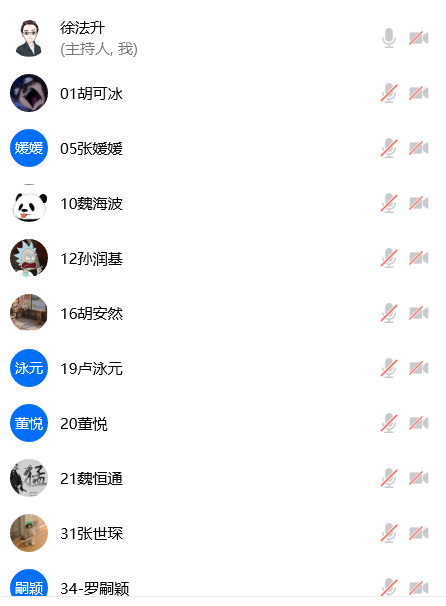 徐法升
(主持人, 我)
01胡可冰
媛媛 05张媛媛
10魏海波
12孙润基
16胡安然
泳元 19卢泳元
董悦 20董悦
猛 21魏恒通
31张世琛
嗣颖 34-罗嗣颖